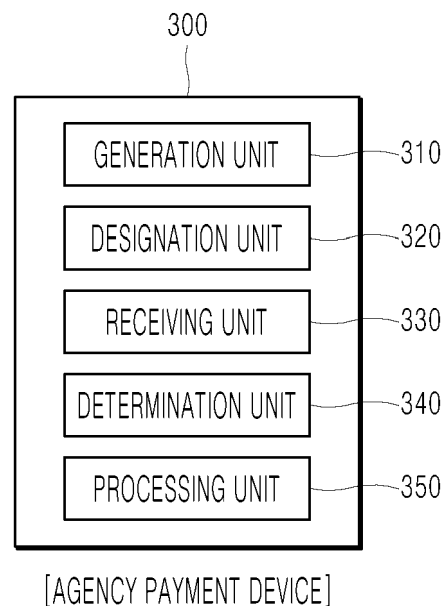 300
GENERATION UNIT 310
DESIGNATION UNIT 320
RECEIVING UNIT 330
DETERMINATION UNIT 340
PROCESSING UNIT 350
[AGENCY PAYMENT DEVICE]